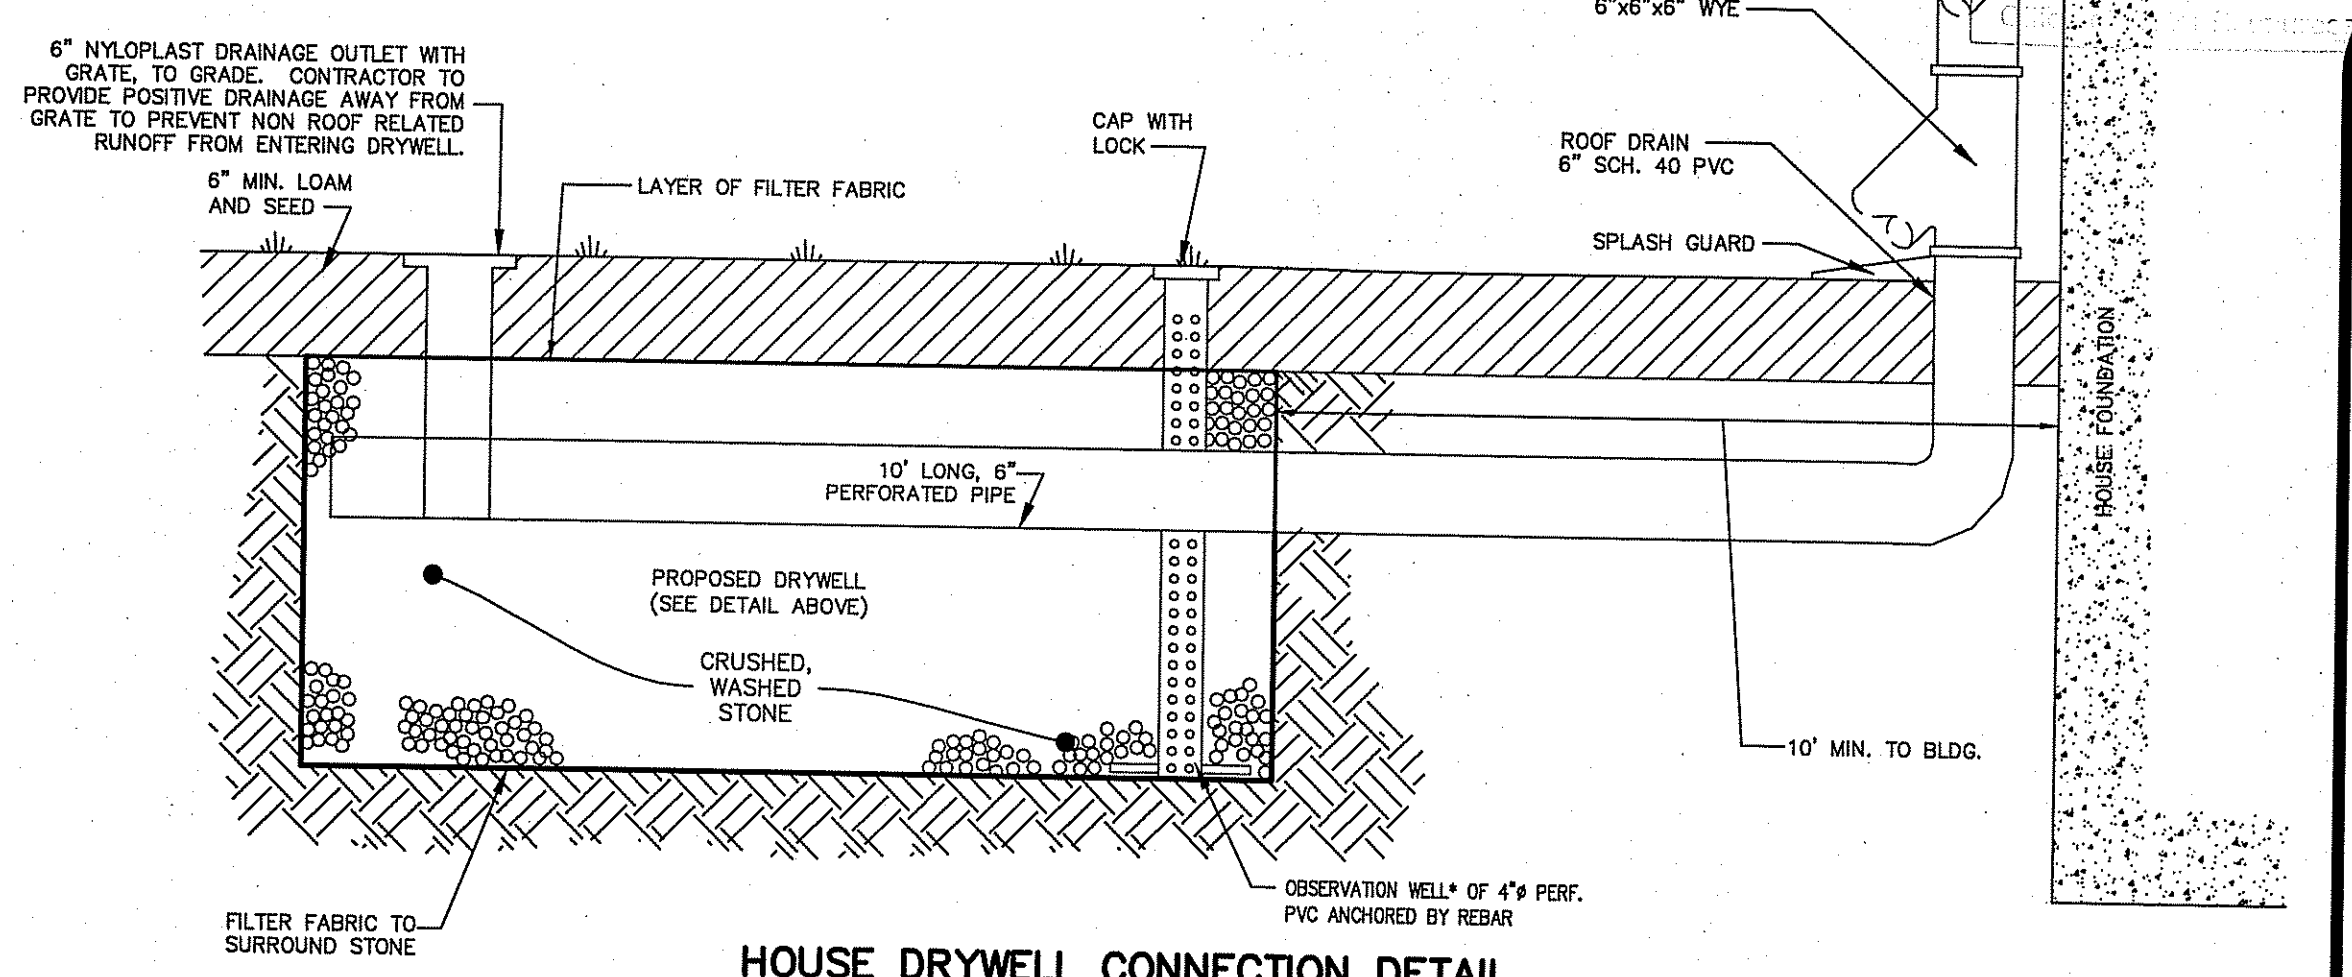 6"x6"x6" WYE
6" NYLOPLAST DRAINAGE OUTLET WITH
GRATE, TO GRADE. CONTRACTOR TO
PROVIDE POSITIVE DRAINAGE AWAY FROM
GRATE TO PREVENT NON ROOF RELATED
RUNOFF FROM ENTERING DRYWELL.
CAP WITH
LOCK
ROOF DRAIN
6" SCH. 40 PVC
6" MIN. LOAM
AND SEED
LAYER OF FILTER FABRIC
SPLASH GUARD
HOUSE FOUNDATION
10' LONG, 6"
PERFORATED PIPE
PROPOSED DRYWELL
(SEE DETAIL ABOVE)
CRUSHED,
WASHED
STONE
10' MIN. TO BLDG.
OBSERVATION WELL* OF 4"ø PERF.
PVC ANCHORED BY REBAR
FILTER FABRIC TO
SURROUND STONE
HOUSE DRYWELL CONNECTION DETAIL